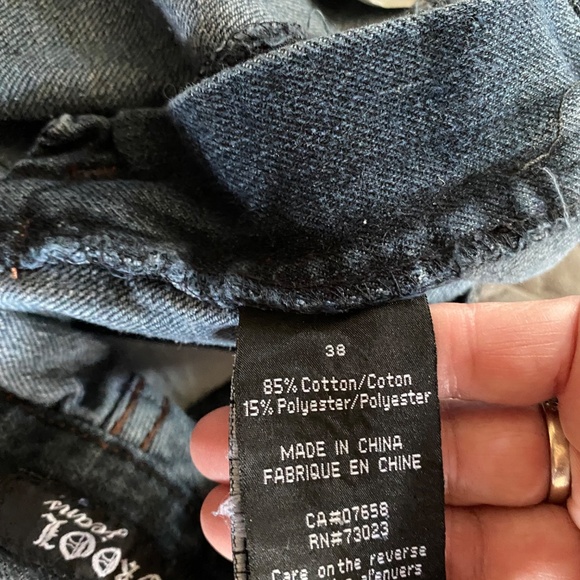 38
85% Cotton/Coton
15% Polyester/Polyester
MADE IN CHINA
FABRIQUE EN CHINE
CA#07658
RN#73023
Care on the reverse
jeans